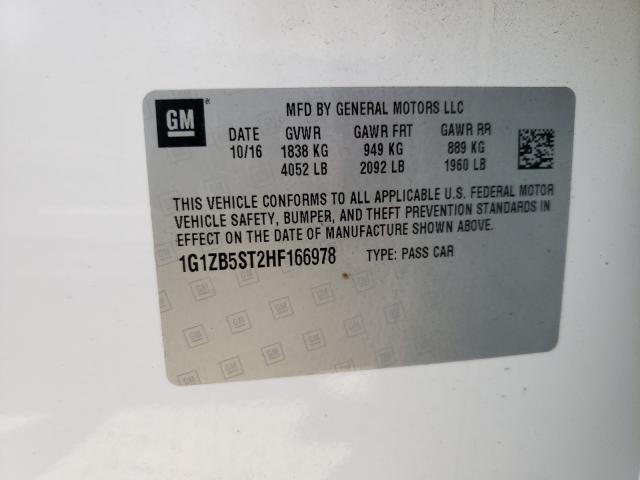 GM ®
MFD BY GENERAL MOTORS LLC
DATE GVWR GAWR FRT GAWR RR
10/16 1838 KG 949 KG 889 KG
4052 LB 2092 LB 1960 LB
THIS VEHICLE CONFORMS TO ALL APPLICABLE U.S. FEDERAL MOTOR
VEHICLE SAFETY, BUMPER, AND THEFT PREVENTION STANDARDS IN
EFFECT ON THE DATE OF MANUFACTURE SHOWN ABOVE.
1G1ZB5ST2HF166978 TYPE: PASS CAR